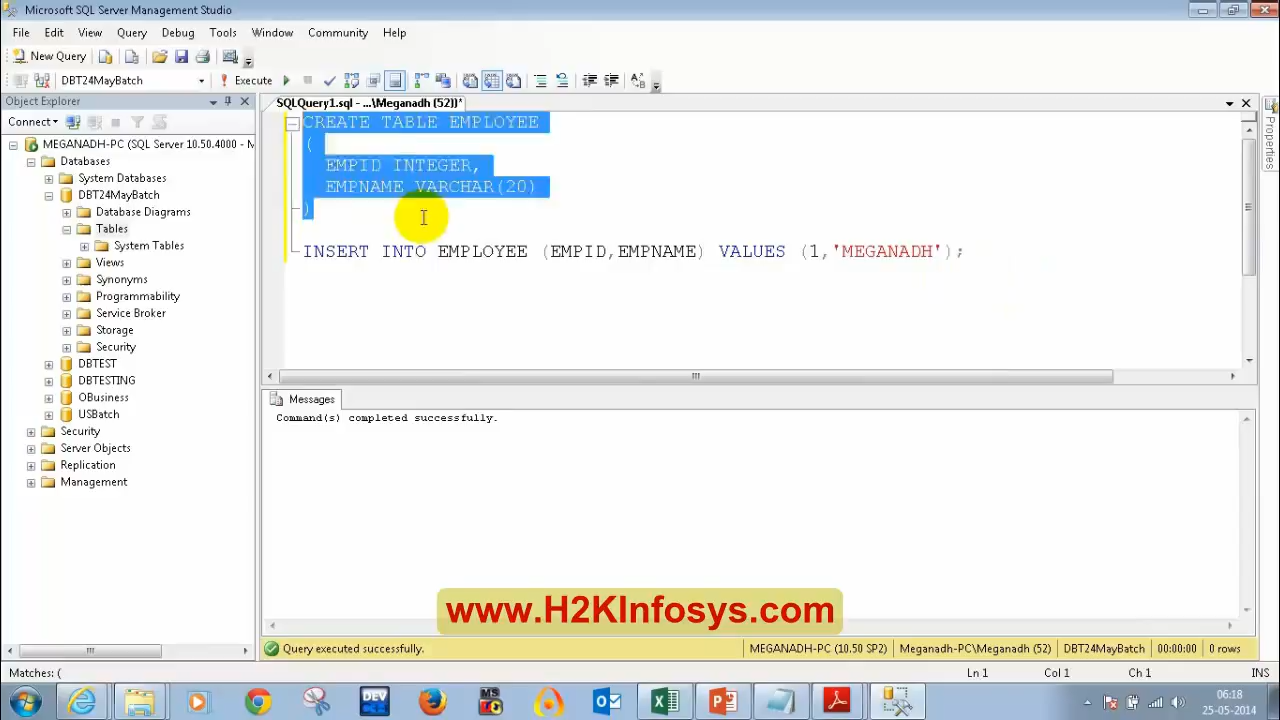 Microsoft SQL Server Management Studio
File Edit View Query Debug Tools Window Community Help
New Query
DBT24MayBatch Execute
Object Explorer
SQLQuery1.sql - ...\Meganadh (52))*
Connect
MEGANADH-PC (SQL Server 10.50.4000 - M
Databases
System Databases
DBT24MayBatch
Database Diagrams
Tables
System Tables
Views
Synonyms
Programmability
Service Broker
Storage
Security
DBTEST
DBTESTING
OBusiness
USBatch
Security
Server Objects
Replication
Management
CREATE TABLE EMPLOYEE
(
EMPID INTEGER,
EMPNAME VARCHAR(20)
)
INSERT INTO EMPLOYEE (EMPID,EMPNAME) VALUES (1,'MEGANADH');
Properties
Messages
Command(s) completed successfully.
www.H2KInfosys.com
Query executed successfully. MEGANADH-PC (10.50 SP2) Meganadh-PC\Meganadh (52) DBT24MayBatch 00:00:00 0 rows
Matches: ( Ln 1 Col 1 Ch 1 INS
DEV
MS
06:18
25-05-2014